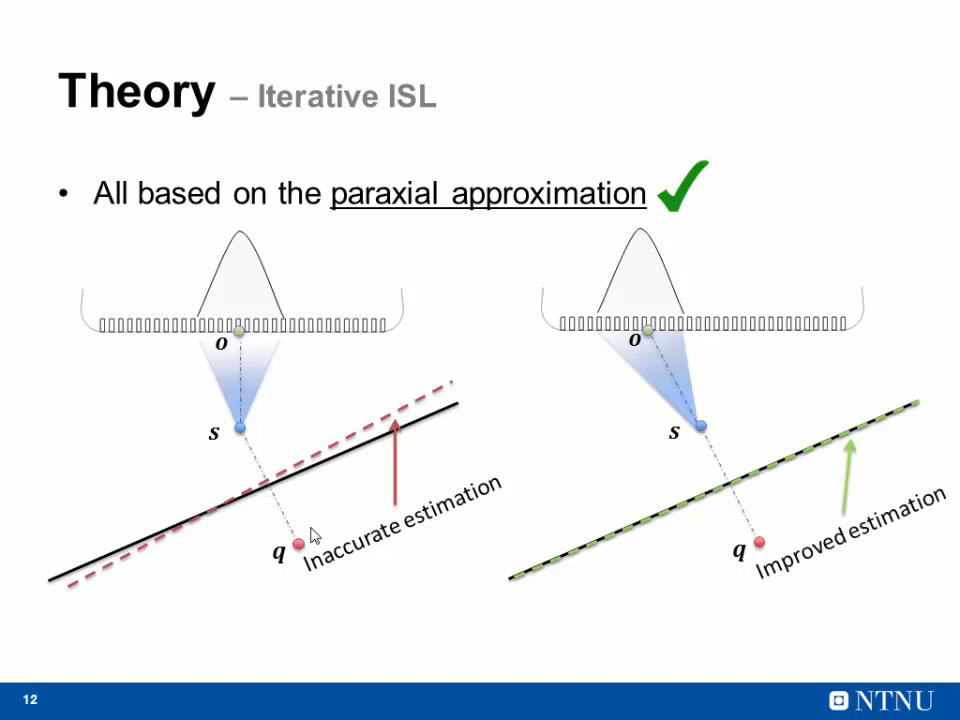 Theory – Iterative ISL
• All based on the paraxial approximation
o
o
s
s
Inaccurate estimation
Improved estimation
q
q
12
NTNU